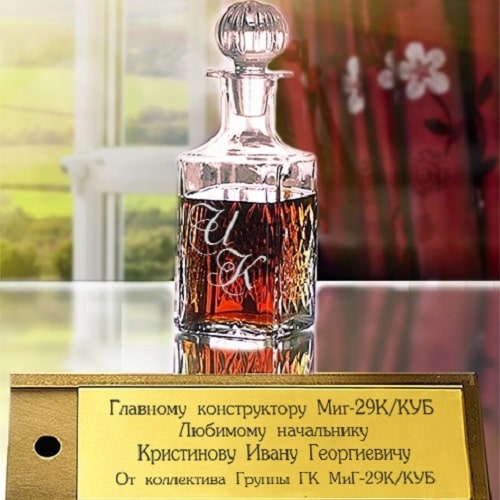 И
К
Главному конструктору Миг-29К/КУБ
Любимому начальнику
Кристинову Ивану Георгиевичу
От коллектива Группы ГК МиГ-29К/КУБ